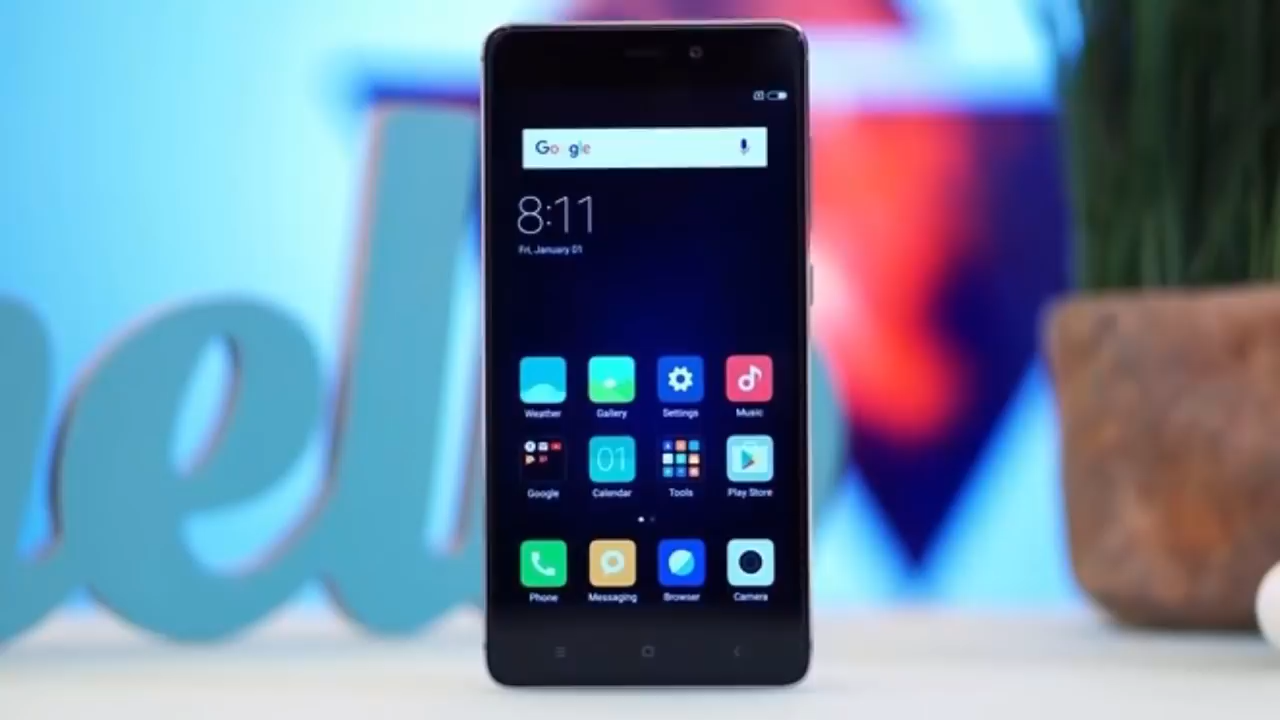 Google
8:11
Fri, January 01
Weather Gallery Settings Music
01
Google Calendar Tools Play Store
Phone Messaging Browser Camera